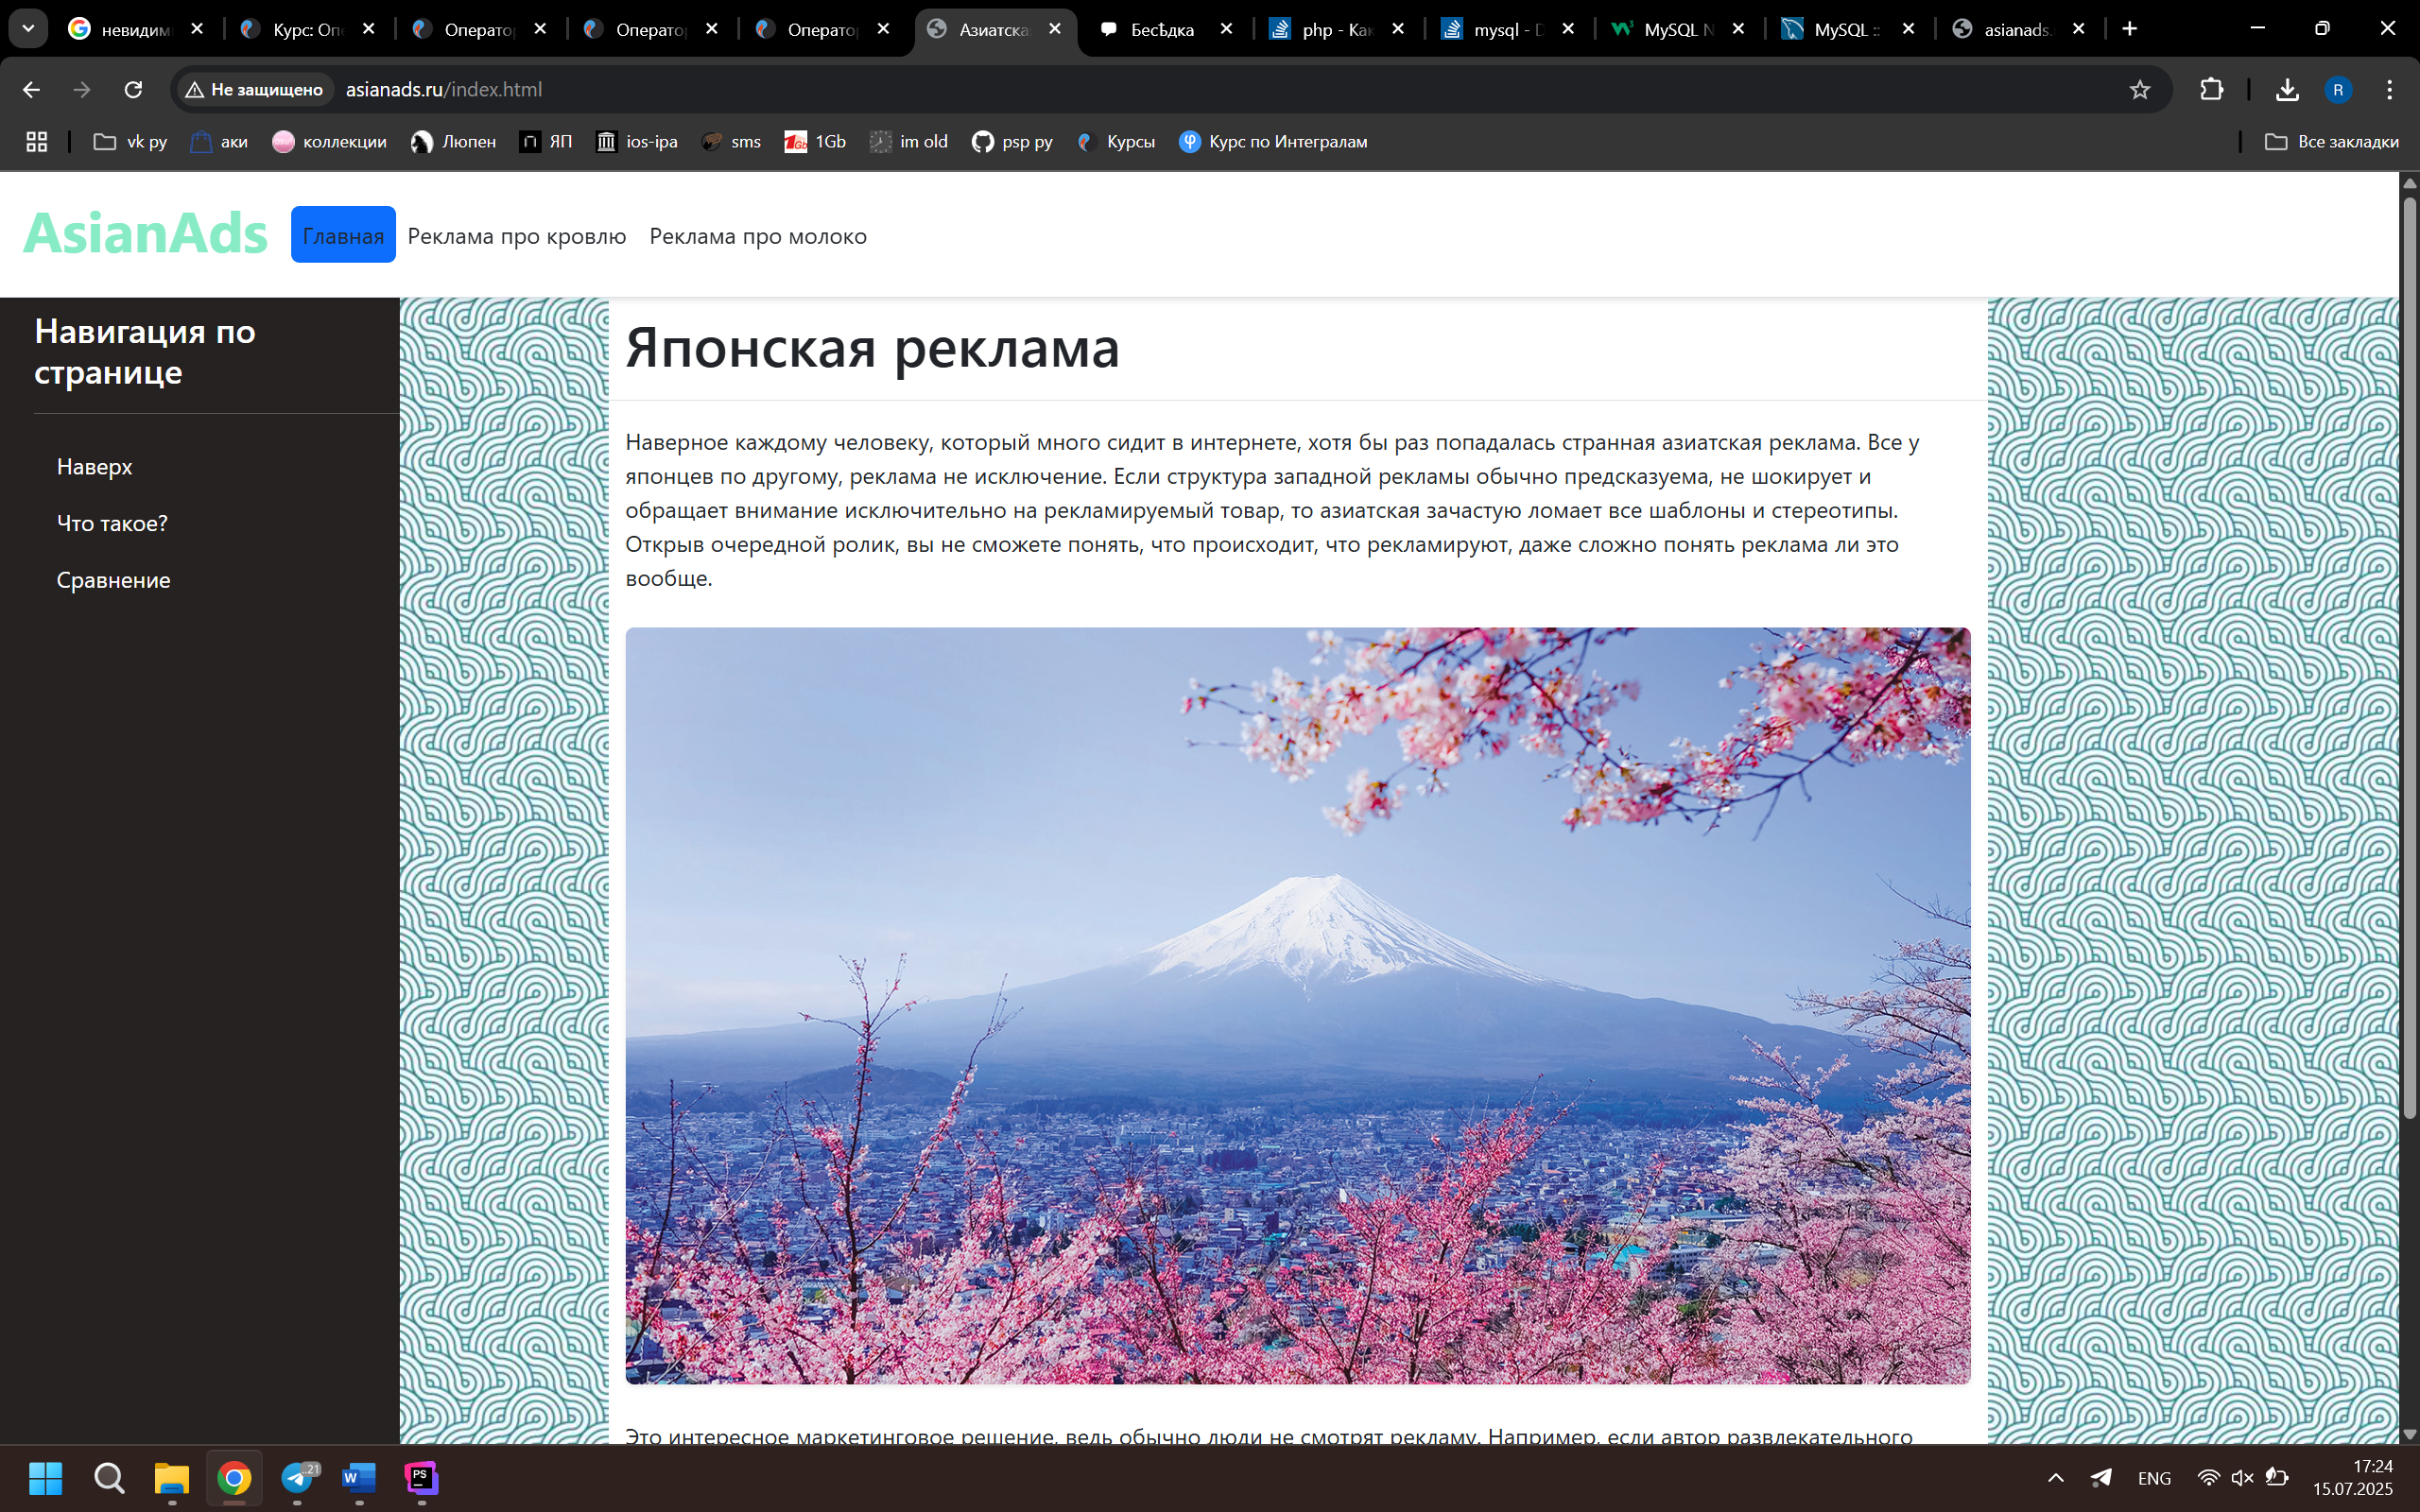 невидим
Курс: Оп
Операто
Операто
Операто
Азиатска
Бесѣдка
php - Как
mysql - D
MySQL N
MySQL ::
asianads.
Не защищено
asianads.ru/index.html
R
vk ру
аки
коллекции
Люпен
ЯП
ios-ipa
sms
1Gb
im old
psp ру
Курсы
Курс по Интегралам
Все закладки
AsianAds
Главная
Реклама про кровлю
Реклама про молоко
Навигация по
странице
Наверх
Что такое?
Сравнение
Японская реклама
Наверное каждому человеку, который много сидит в интернете, хотя бы раз попадалась странная азиатская реклама. Все у
японцев по другому, реклама не исключение. Если структура западной рекламы обычно предсказуема, не шокирует и
обращает внимание исключительно на рекламируемый товар, то азиатская зачастую ломает все шаблоны и стереотипы.
Открыв очередной ролик, вы не сможете понять, что происходит, что рекламируют, даже сложно понять реклама ли это
вообще.
Это интересное маркетинговое решение, ведь обычно люди не смотрят рекламу. Например, если автор развлекательного
..21
W
PS
ENG
17:24
15.07.2025